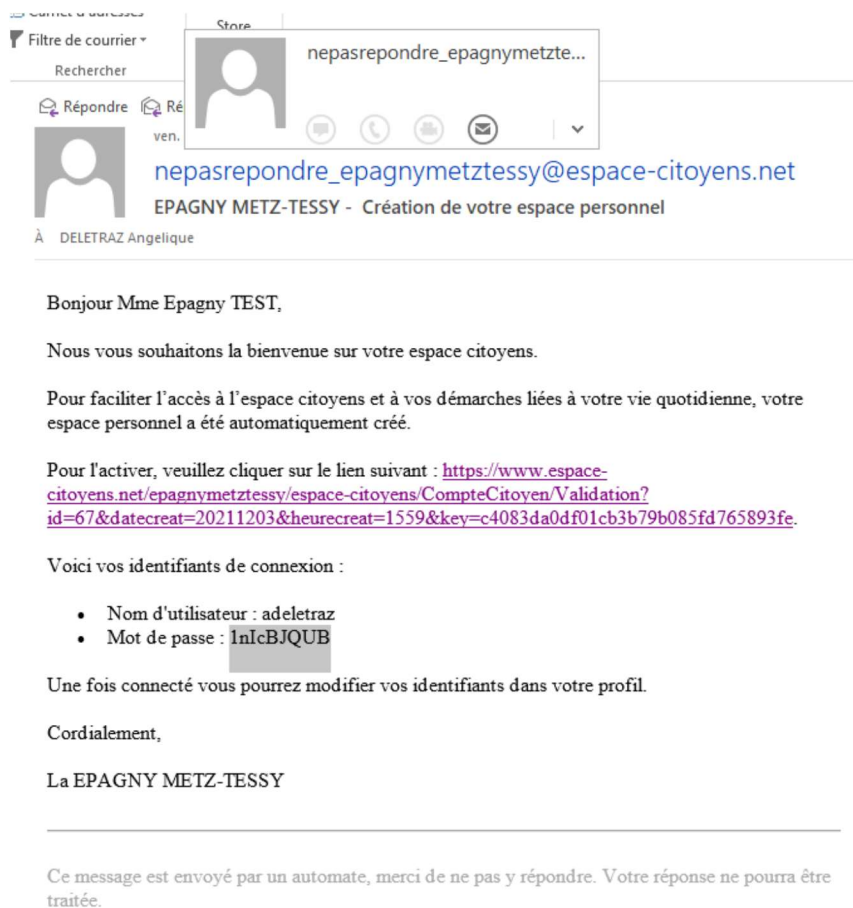 Carnet d'adresses
Store
Filtre de courrier
Rechercher
nepasrepondre_epagnymetzte...
Répondre Ré
ven.
nepasrepondre_epagnymetztessy@espace-citoyens.net
EPAGNY METZ-TESSY - Création de votre espace personnel
À DELETRAZ Angelique
Bonjour Mme Epagny TEST,
Nous vous souhaitons la bienvenue sur votre espace citoyens.
Pour faciliter l'accès à l'espace citoyens et à vos démarches liées à votre vie quotidienne, votre
espace personnel a été automatiquement créé.
Pour l'activer, veuillez cliquer sur le lien suivant : https://www.espace-
citoyens.net/epagnymetztessy/espace-citoyens/CompteCitoyen/Validation?
id=67&datecreat=20211203&heurecreat=1559&key=c4083da0df01cb3b79b085fd765893fe.
Voici vos identifiants de connexion :
• Nom d'utilisateur : adeletraz
• Mot de passe : 1nIcBJQUB
Une fois connecté vous pourrez modifier vos identifiants dans votre profil.
Cordialement,
La EPAGNY METZ-TESSY
Ce message est envoyé par un automate, merci de ne pas y répondre. Votre réponse ne pourra être
traitée.